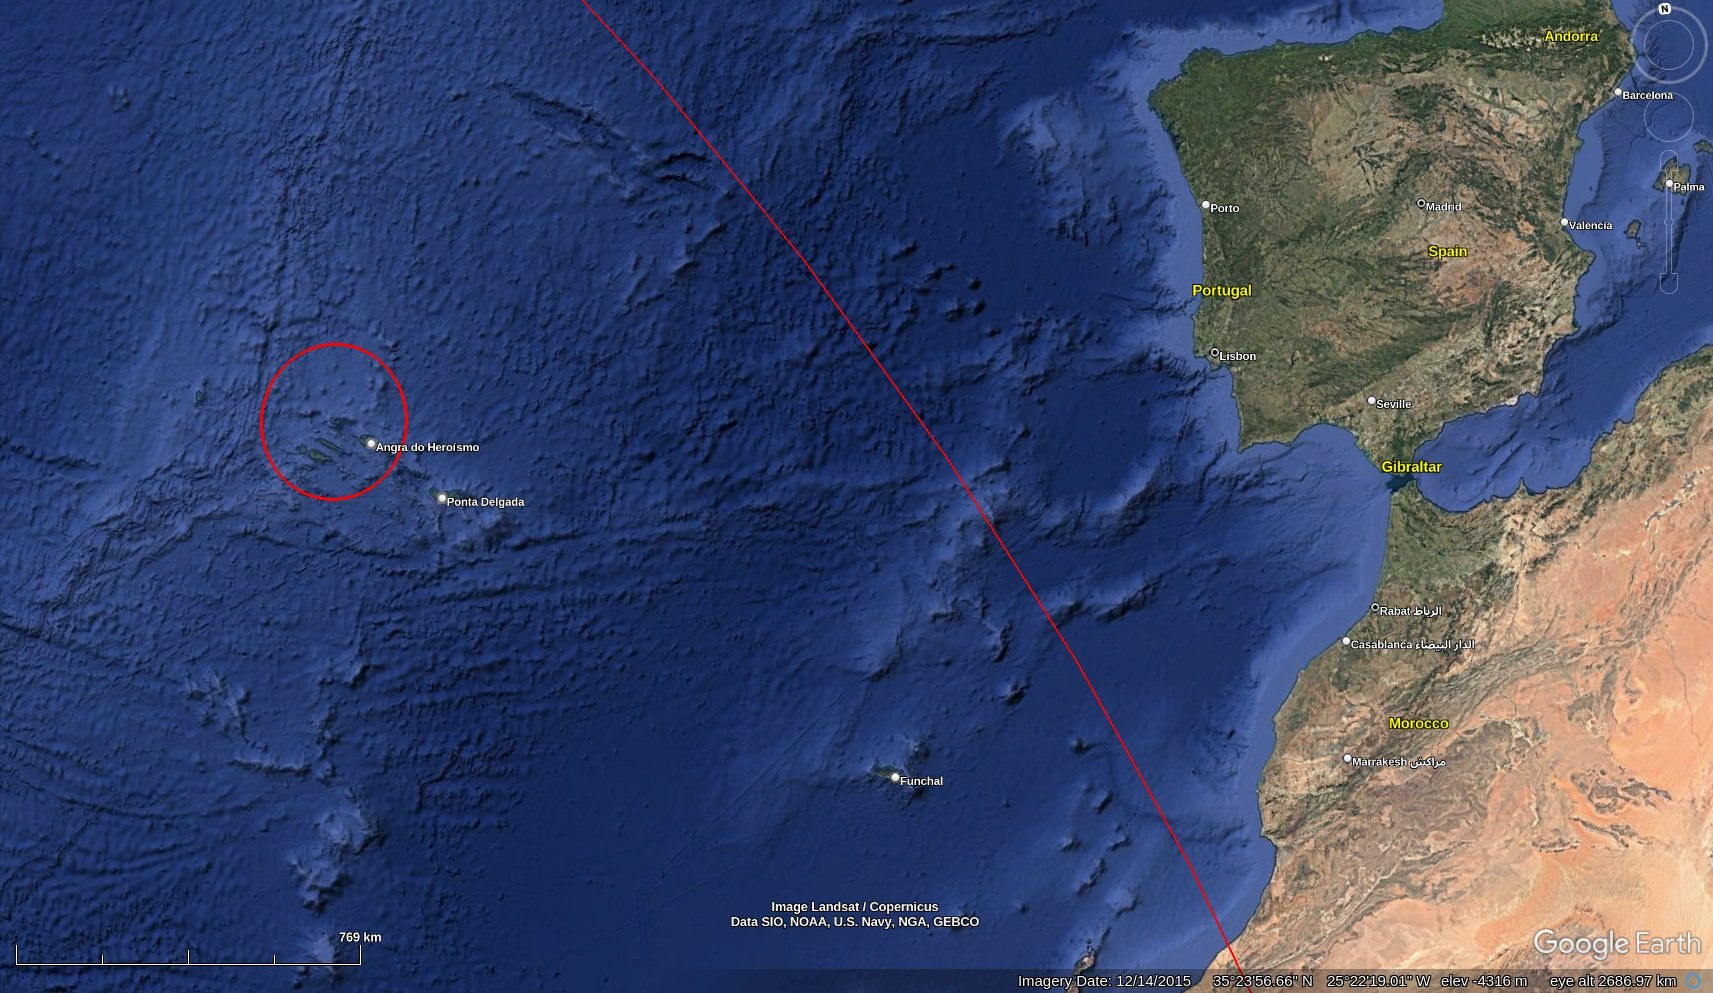 N
Andorra
Barcelona
Palma
Porto
Madrid
Valencia
Spain
Portugal
Lisbon
Seville
Angra do Heroísmo
Gibraltar
Ponta Delgada
Rabat الرباط
Casablanca الدار البيضاء
Morocco
Marrakesh مراكش
Funchal
Image Landsat / Copernicus
Data SIO, NOAA, U.S. Navy, NGA, GEBCO
769 km
Google Earth
Imagery Date: 12/14/2015 35°23'56.66" N 25°22'19.01" W elev -4316 m eye alt 2686.97 km